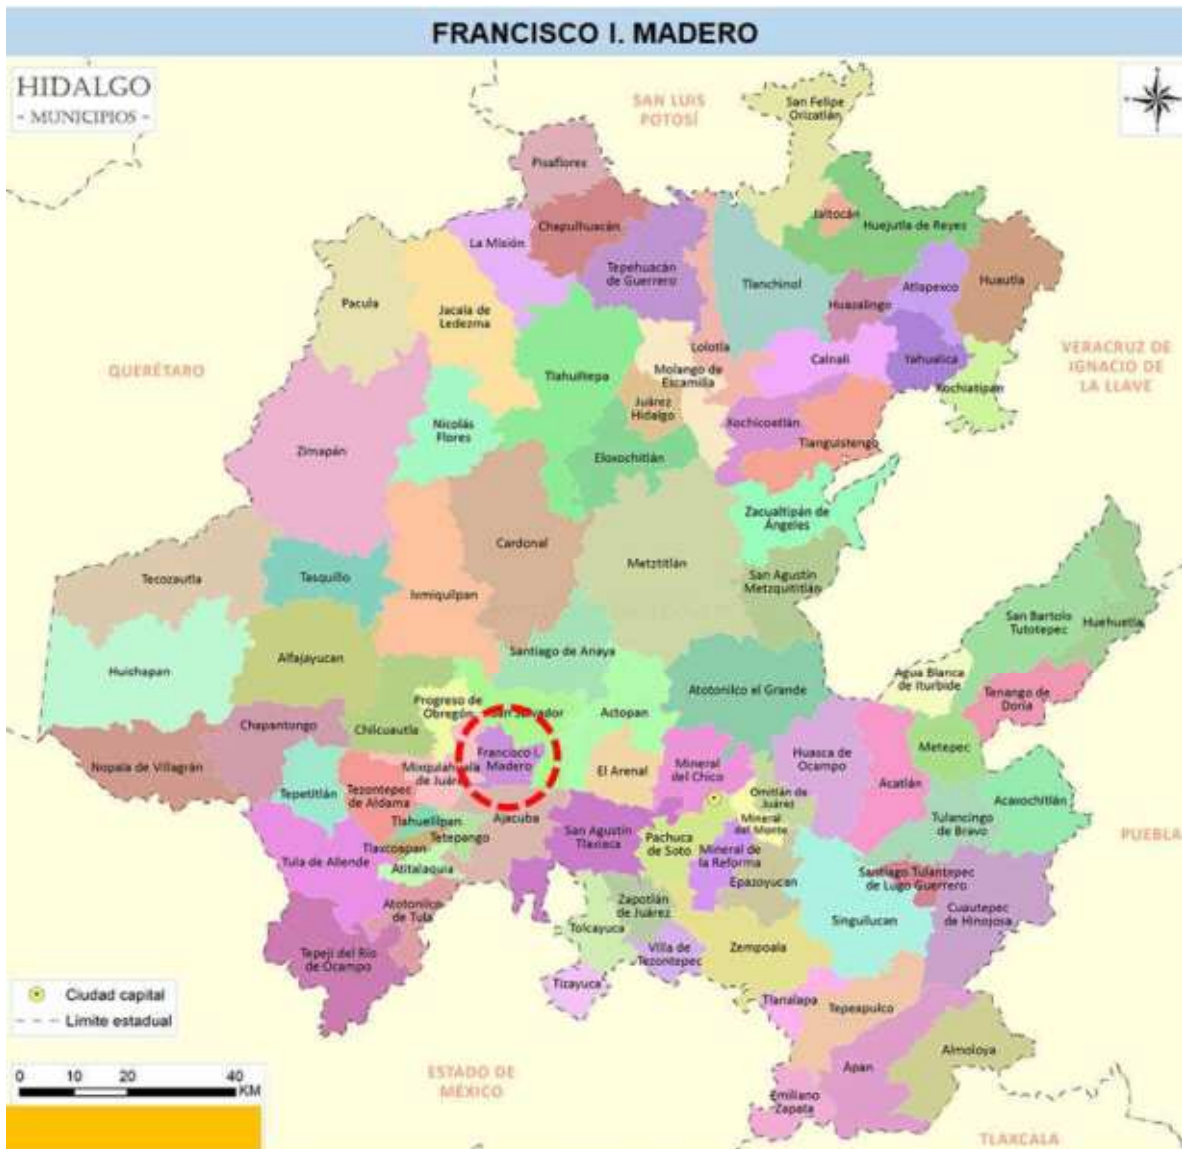 FRANCISCO I. MADERO
HIDALGO
- MUNICIPIOS -
SAN LUIS
POTOSÍ
San Felipe
Orizatlán
Pisaflores
Jaltocán
Huejutla de Reyes
Chapulhuacán
La Misión
Tepehuacán
de Guerrero
Tlanchinol
Atlapexco
Huautla
Huazalingo
Pacula
Jacala de
Ledezma
Lolotla
Calnali
Yahualica
VERACRUZ DE
IGNACIO DE
LA LLAVE
QUERÉTARO
Tlahuiltepa
Molango de
Escamilla
Xochiatipan
Juárez
Hidalgo
Nicolás
Flores
Xochicoatlán
Tianguistengo
Zimapán
Eloxochitlán
Zacualtipán de
Ángeles
Cardonal
Metztitlán
Tecozautla
Tasquillo
San Agustín
Metzquititlán
Ixmiquilpan
San Bartolo
Tutotepec
Huehuetla
Santiago de Anaya
Alfajayucan
Huichapan
Agua Blanca
de Iturbide
Atotonilco el Grande
Tenango de
Doria
Progreso de
Obregón
San Salvador
Actopan
Chapantongo
Chilcuautla
Metepec
Francisco I.
Madero
Huasca de
Ocampo
Nopala de Villagrán
Mixquiahuala
de Juárez
El Arenal
Mineral
del Chico
Acatlán
Tepetitlán
Tezontepec
de Aldama
Omitlán de
Juárez
Acaxochitlán
Tlahuelilpan
Ajacuba
Mineral
del Monte
Tulancingo
de Bravo
Tetepango
San Agustín
Tlaxiaca
Pachuca
de Soto
PUEBLA
Tlaxcoapan
Mineral de
la Reforma
Tula de Allende
Atitalaquia
Epazoyucan
Santiago Tulantepec
de Lugo Guerrero
Atotonilco
de Tula
Zapotlán
de Juárez
Cuautepec
de Hinojosa
Singuilucan
Tolcayuca
Villa de
Tezontepec
Zempoala
Tepeji del Río
de Ocampo
Tizayuca
Ciudad capital
Tlanalapa
Tepeapulco
Límite estadual
Almoloya
Apan
0 10 20 40
KM
ESTADO DE
MÉXICO
Emiliano
Zapata
TLAXCALA